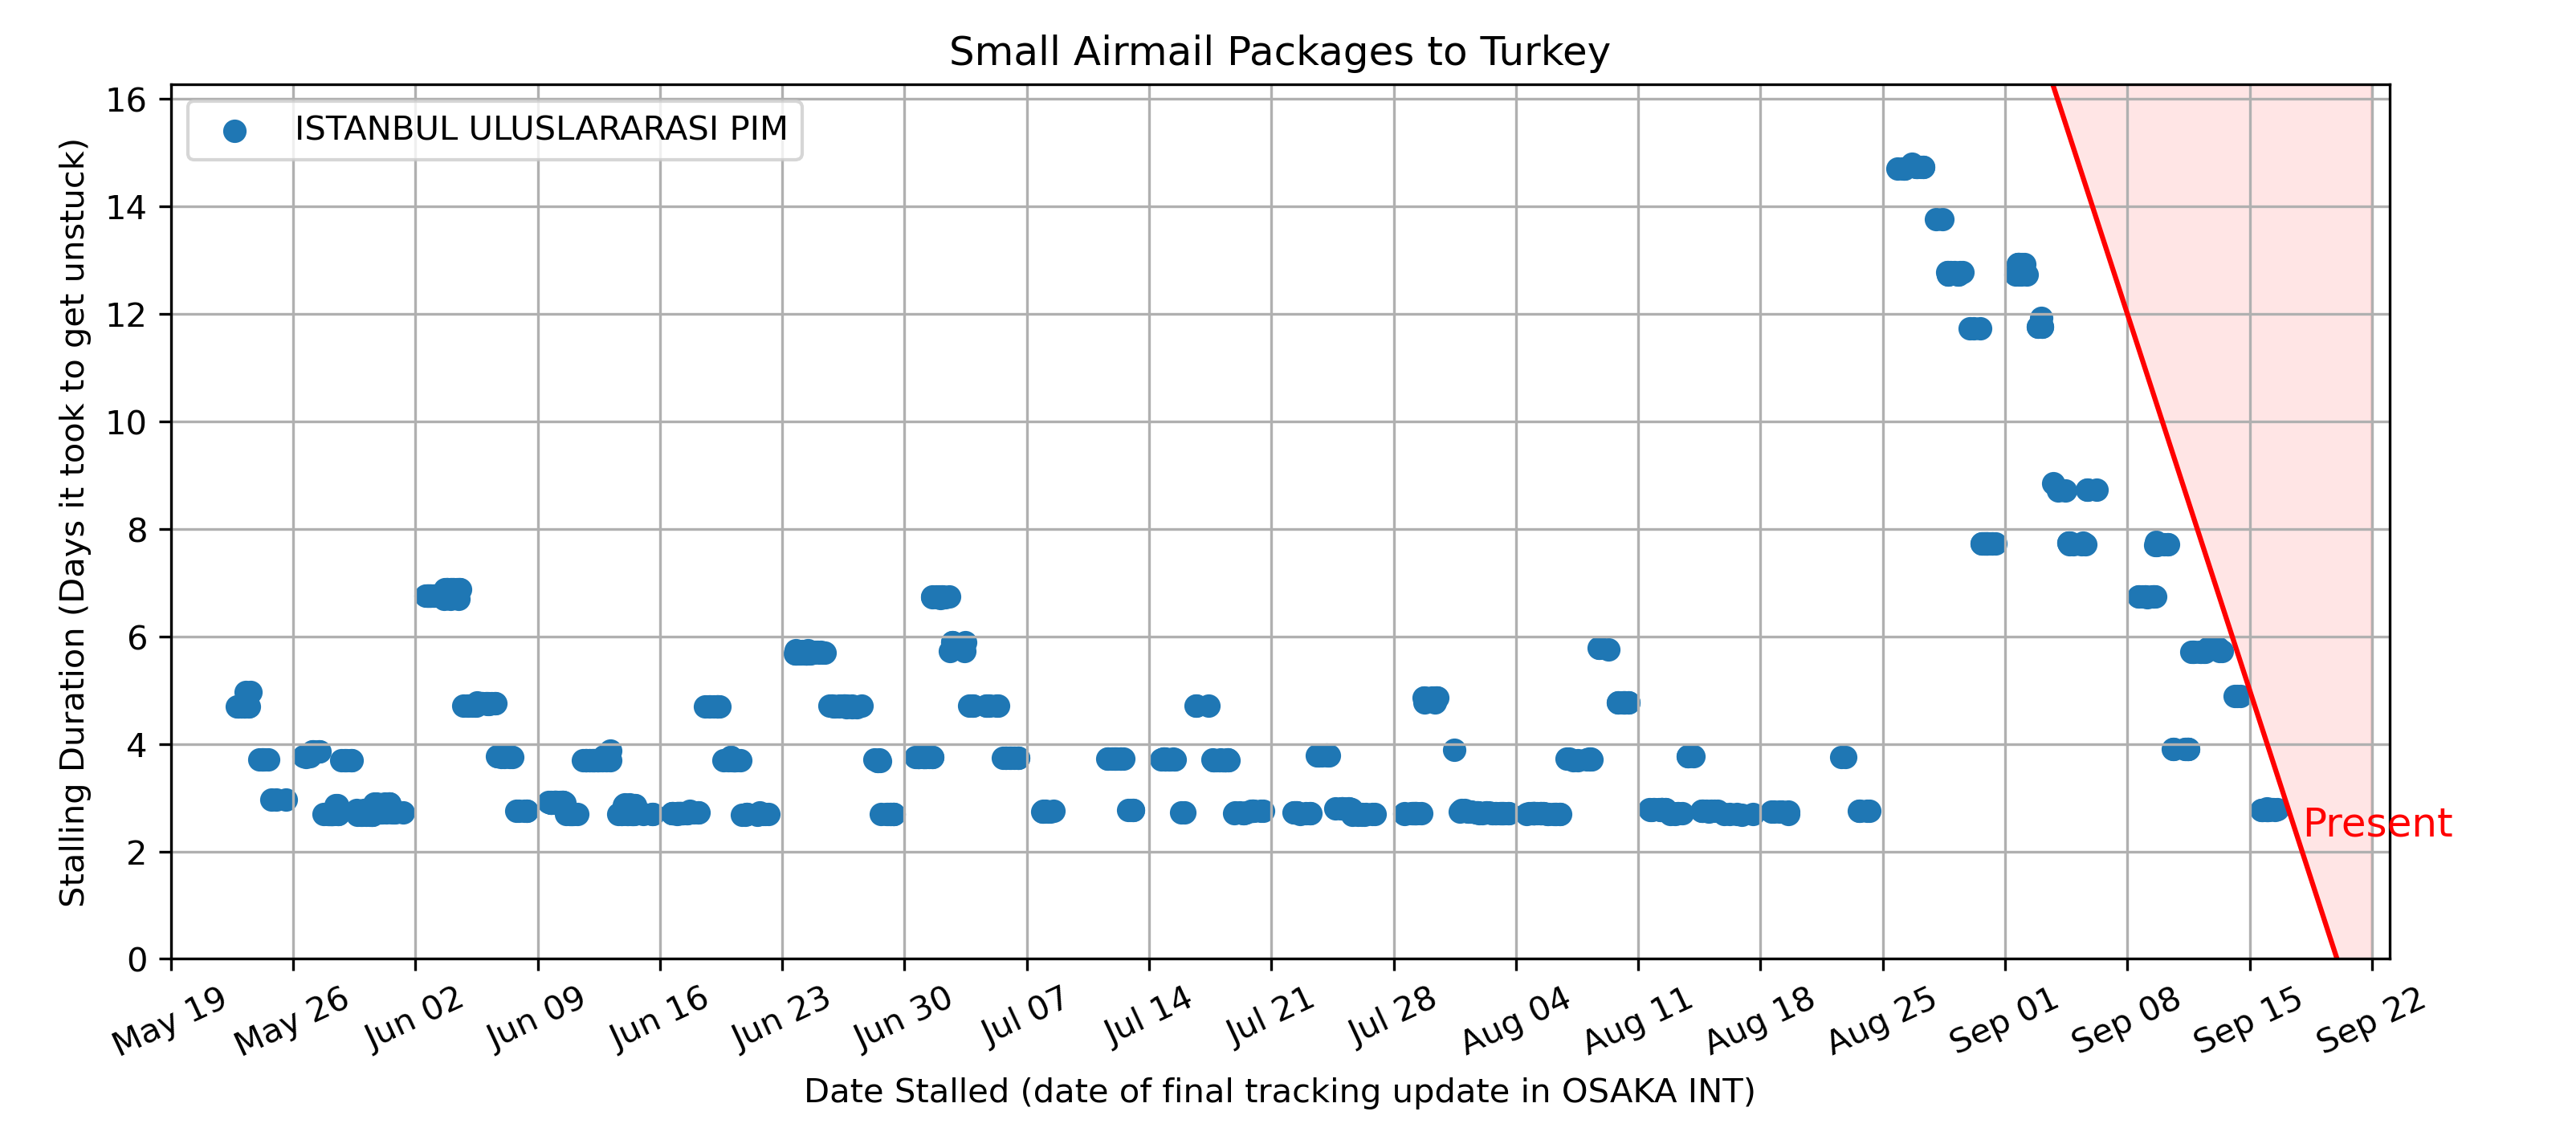 Small Airmail Packages to Turkey
ISTANBUL ULUSLARARASI PIM
Stalling Duration (Days it took to get unstuck)
16
14
12
10
8
6
4
2
0
Present
May 19
May 26
Jun 02
Jun 09
Jun 16
Jun 23
Jun 30
Jul 07
Jul 14
Jul 21
Jul 28
Aug 04
Aug 11
Aug 18
Aug 25
Sep 01
Sep 08
Sep 15
Sep 22
Date Stalled (date of final tracking update in OSAKA INT)